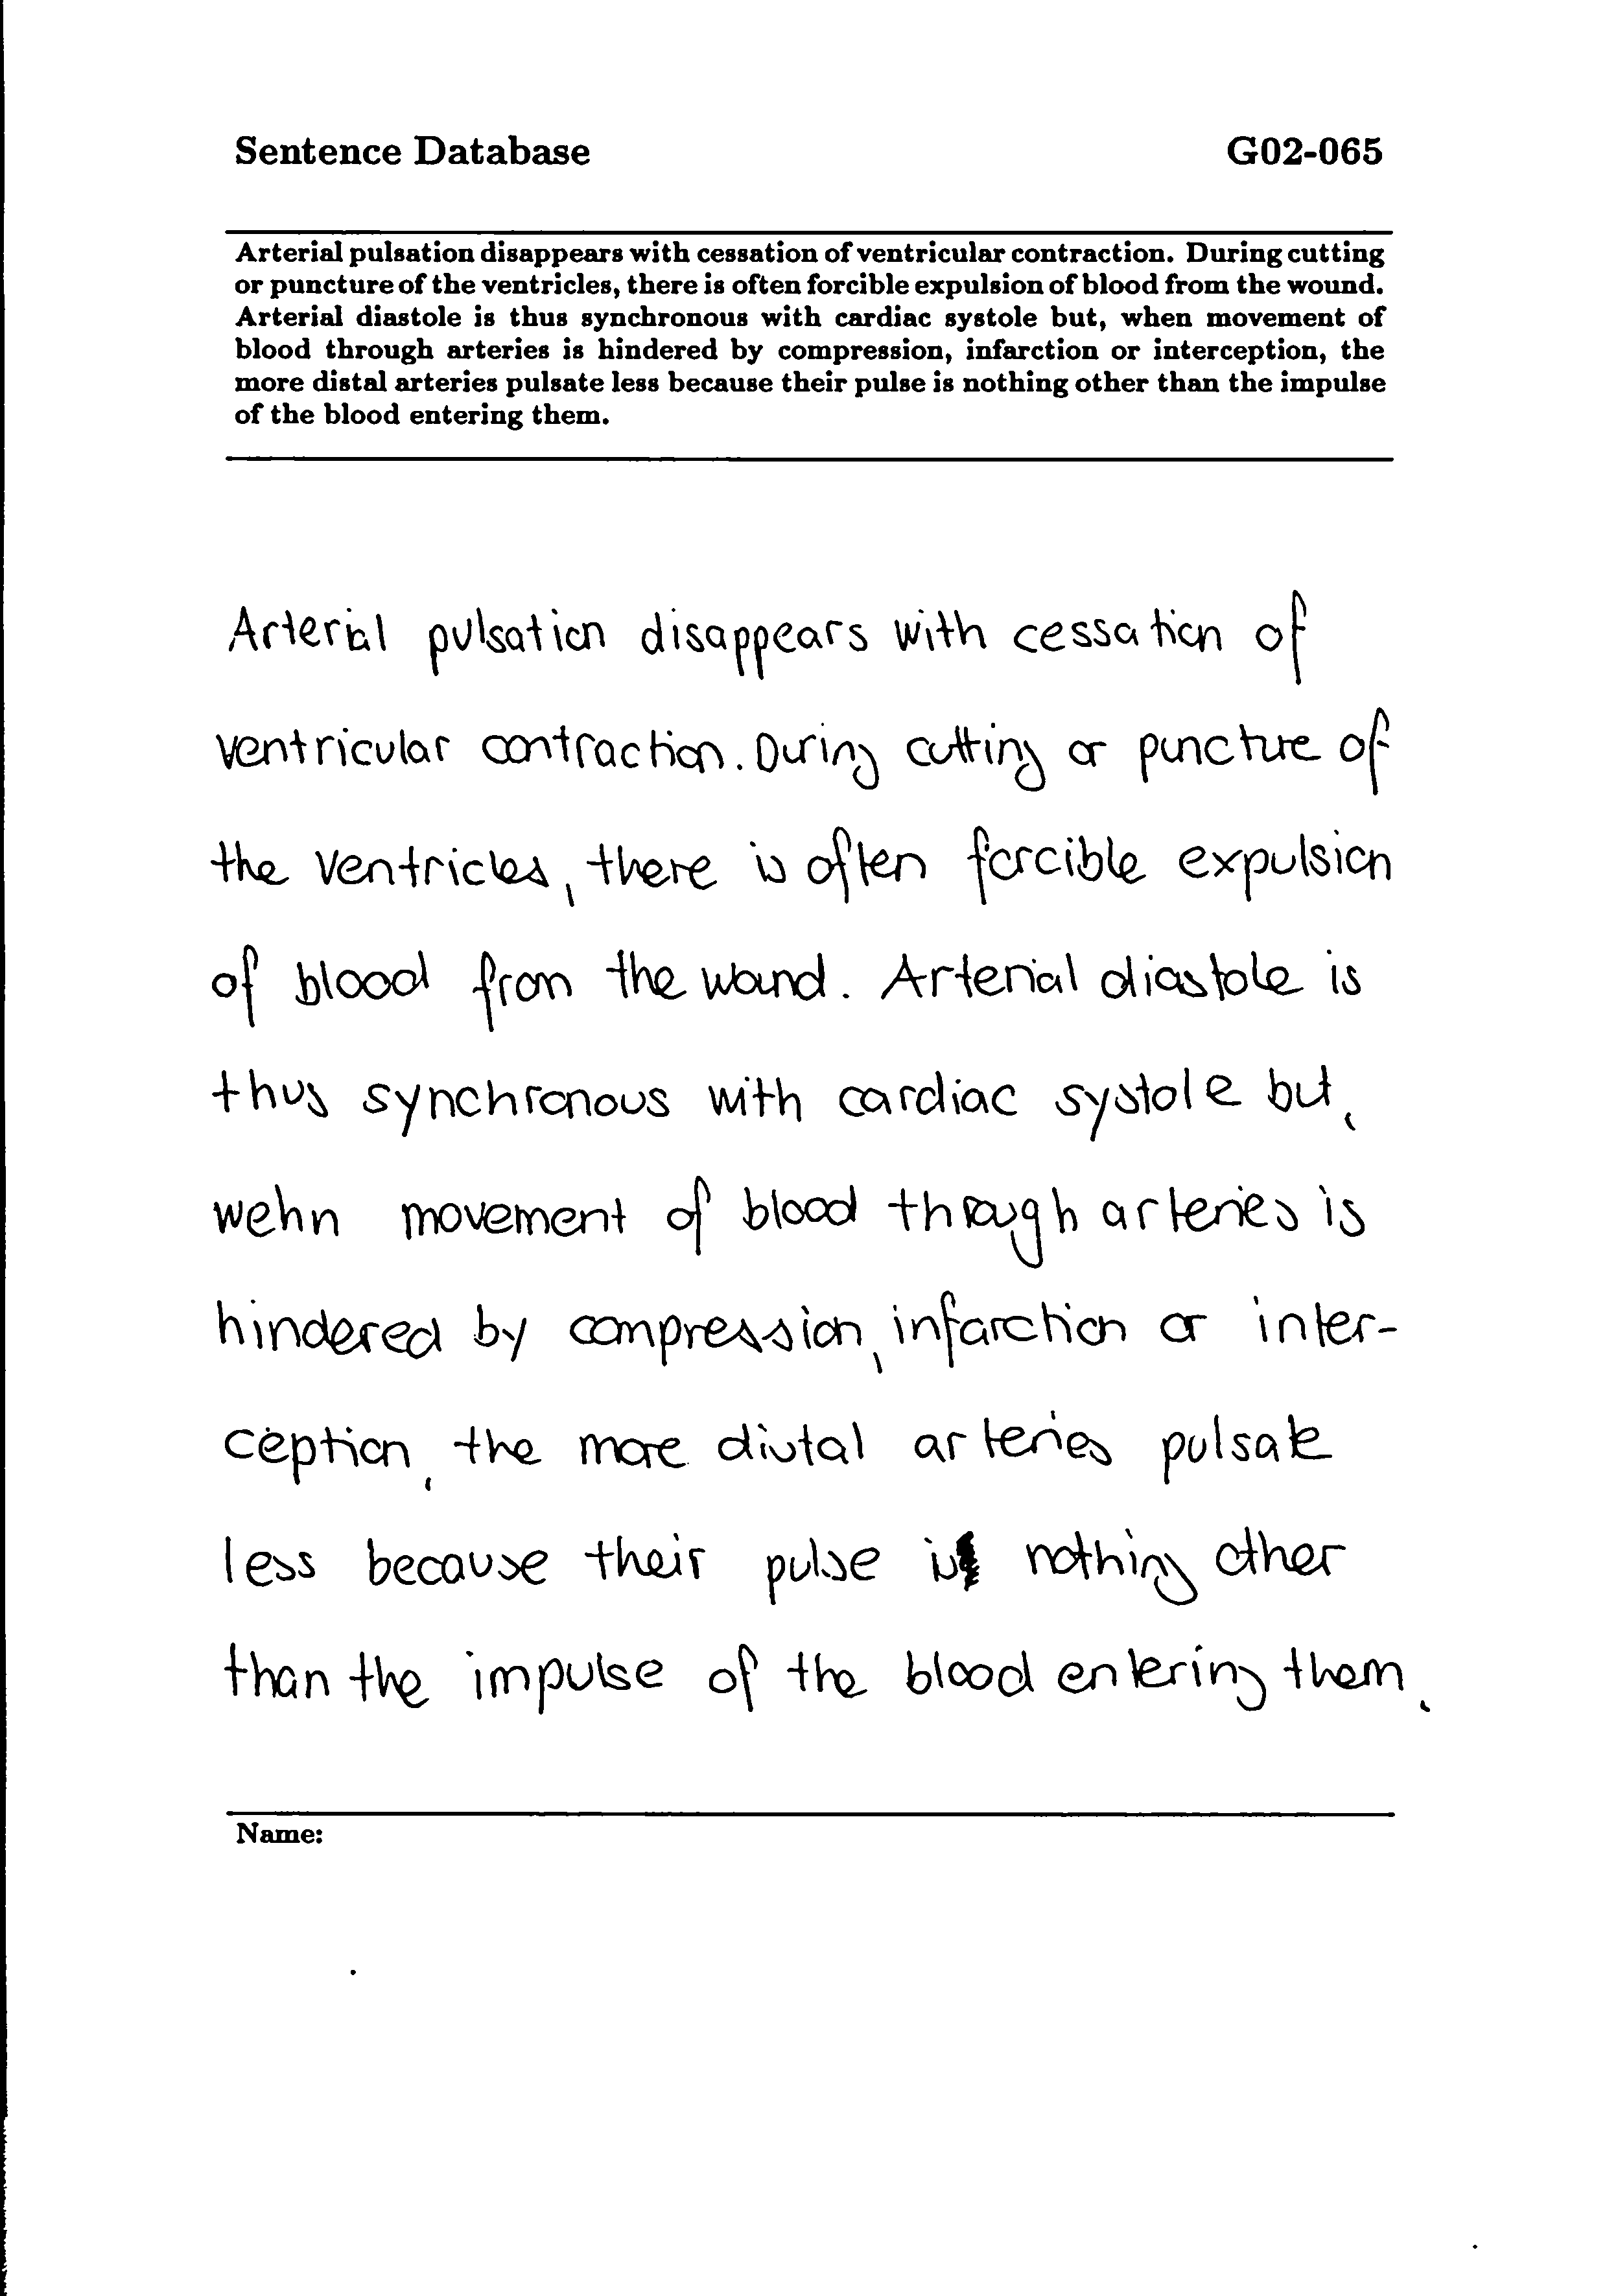 Sentence Database G02-065
Arterial pulsation disappears with cessation of ventricular contraction. During cutting
or puncture of the ventricles, there is often forcible expulsion of blood from the wound.
Arterial diastole is thus synchronous with cardiac systole but, when movement of
blood through arteries is hindered by compression, infarction or interception, the
more distal arteries pulsate less because their pulse is nothing other than the impulse
of the blood entering them.
Arterial pulsation disappears with cessation of
ventricular contraction. During cutting or puncture of
the ventricles, there is often forcible expulsion
of blood from the wound. Arterial diastole is
thus synchronous with cardiac systole but,
wehn movement of blood through arteries is
hindered by compression, infarction or inter-
ception, the more distal arteries pulsate
less because their pulse is nothing other
than the impulse of the blood entering them.
Name: